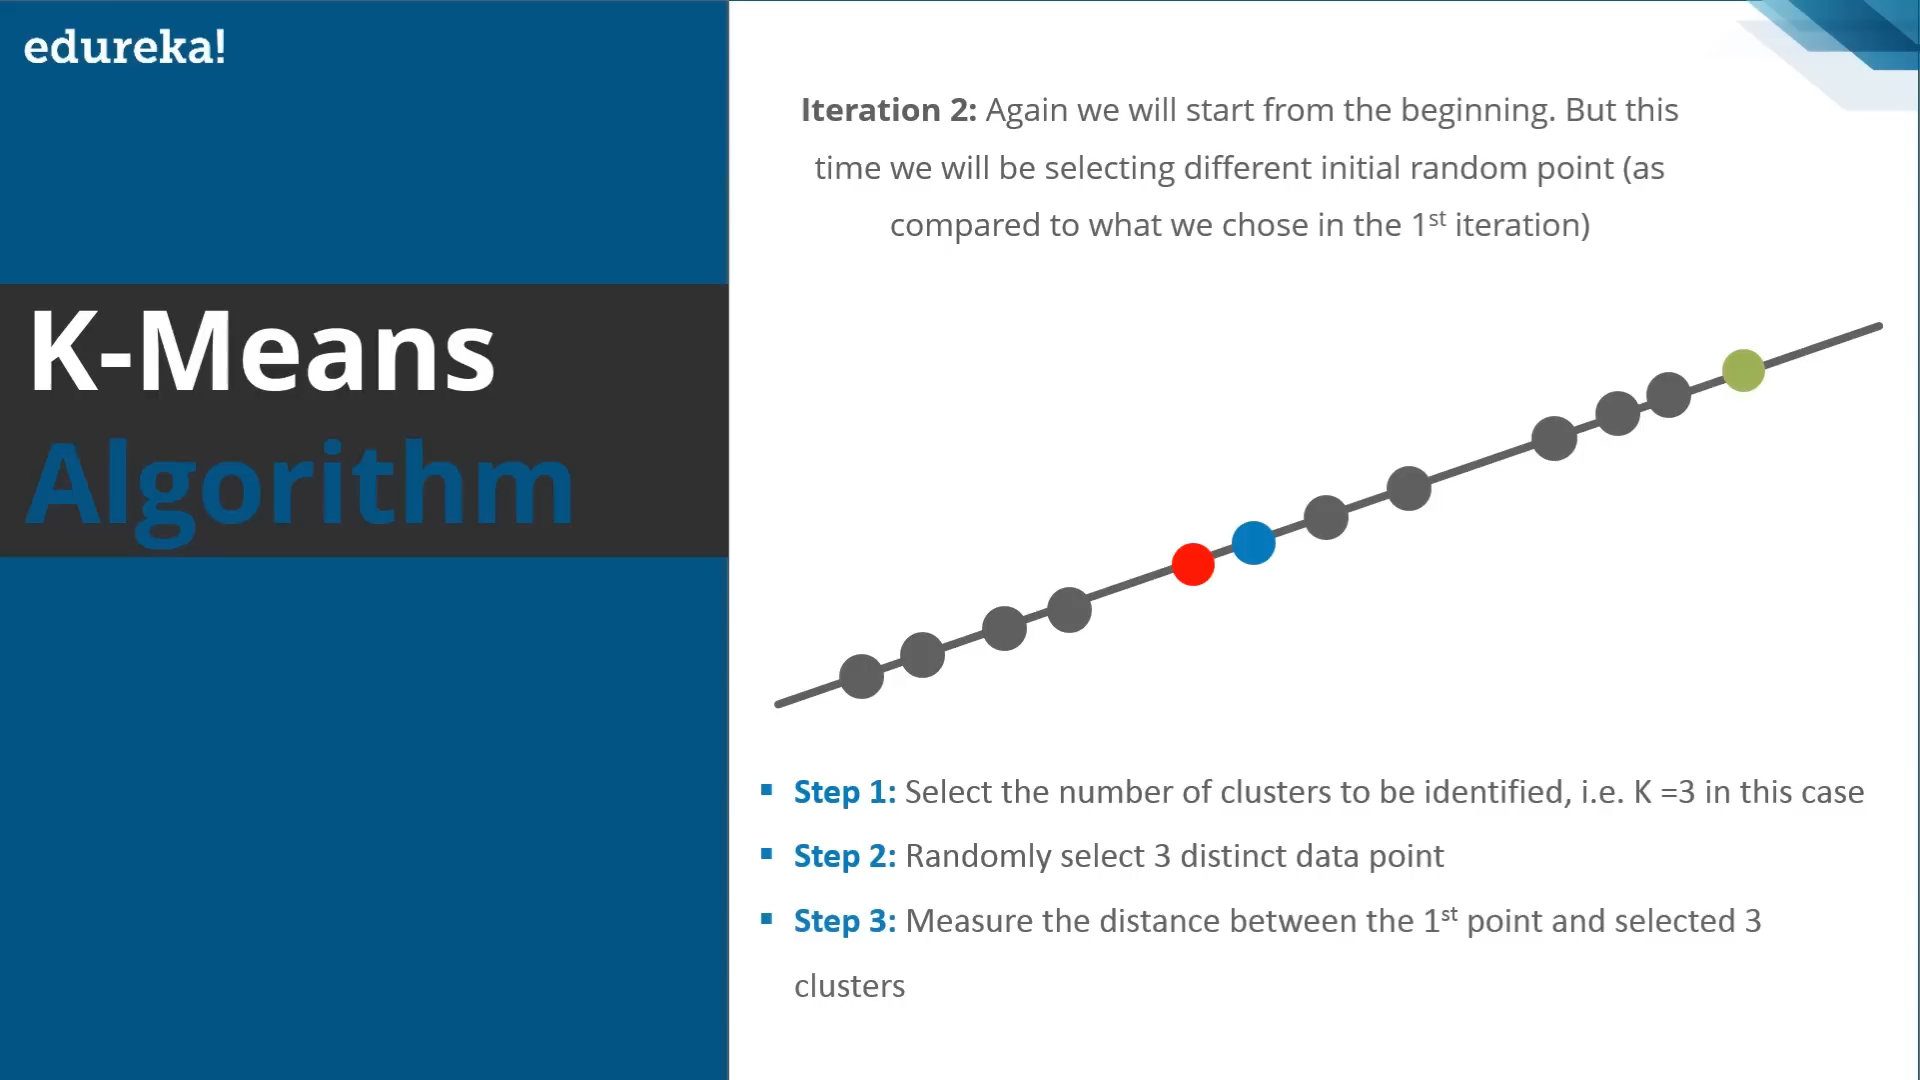 edureka!
K-Means
Algorithm
Iteration 2: Again we will start from the beginning. But this
time we will be selecting different initial random point (as
compared to what we chose in the 1st iteration)
▪ Step 1: Select the number of clusters to be identified, i.e. K =3 in this case
▪ Step 2: Randomly select 3 distinct data point
▪ Step 3: Measure the distance between the 1st point and selected 3
clusters